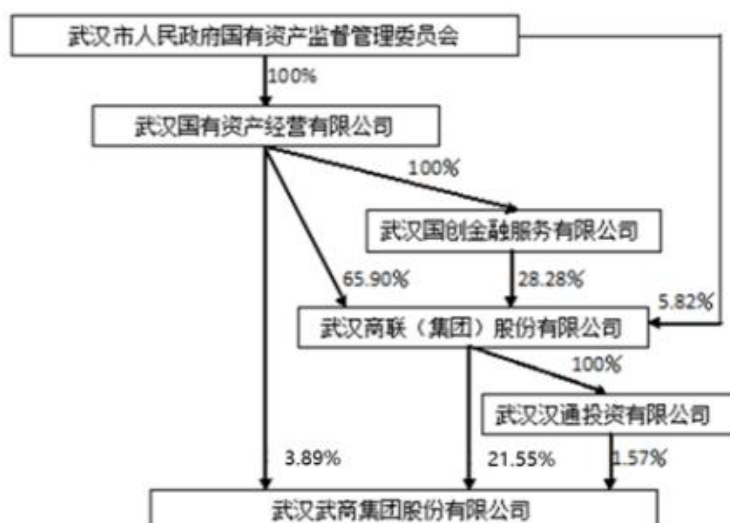 武汉市人民政府国有资产监督管理委员会
100%
武汉国有资产经营有限公司
100%
武汉国创金融服务有限公司
65.90%
28.28%
5.82%
武汉商联（集团）股份有限公司
100%
武汉汉通投资有限公司
3.89%
21.55%
1.57%
武汉武商集团股份有限公司